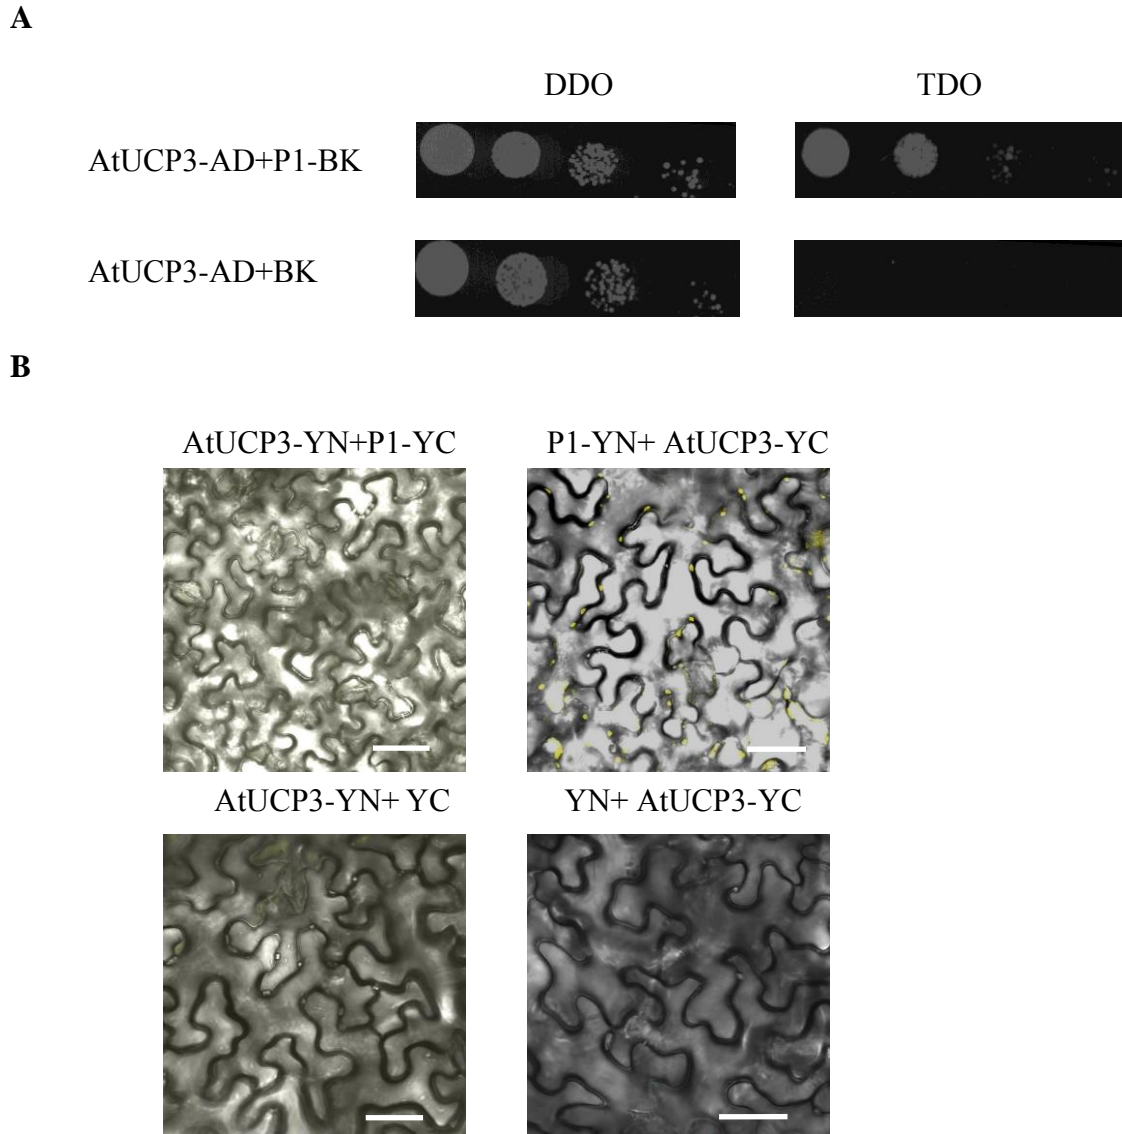 A
DDO TDO
AtUCP3-AD+P1-BK
AtUCP3-AD+BK
B
AtUCP3-YN+P1-YC P1-YN+ AtUCP3-YC
AtUCP3-YN+ YC YN+ AtUCP3-YC